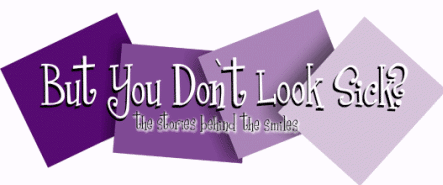 But You Don't Look Sick?
the stories behind the smiles